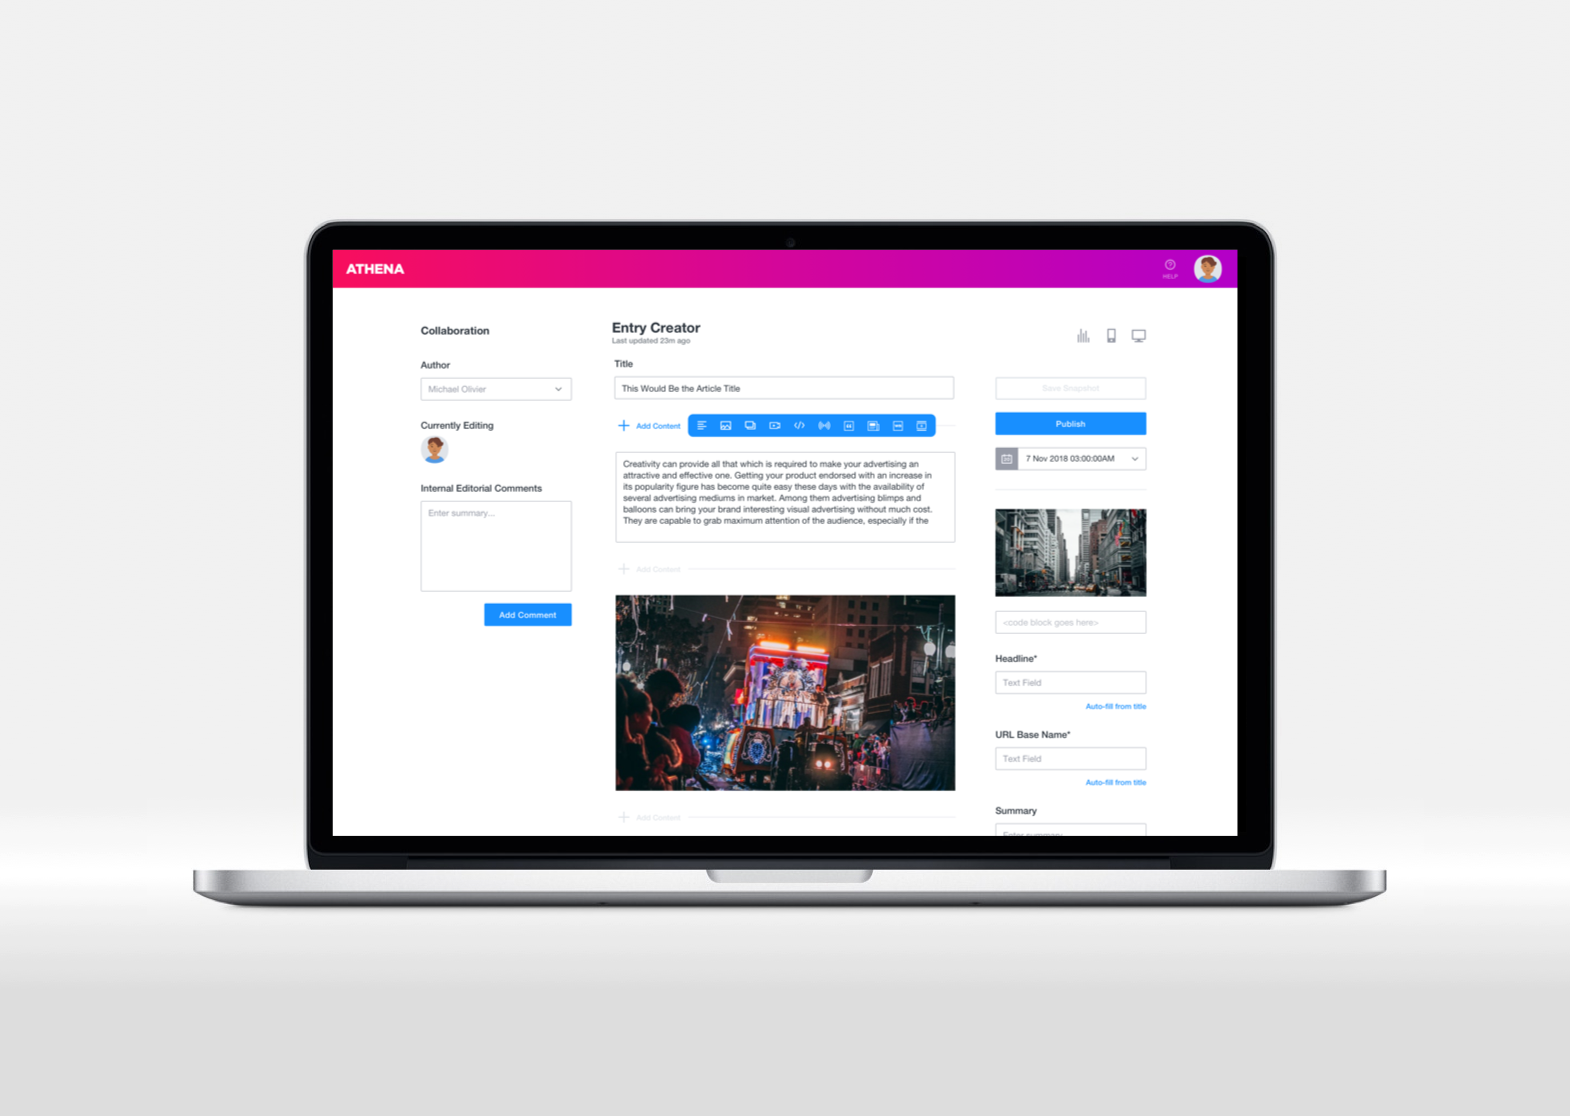 ATHENA
HELP
Collaboration
Author
Michael Olivier
Currently Editing
Internal Editorial Comments
Enter summary...
Add Comment
Entry Creator
Last updated 23m ago
Title
This Would Be the Article Title
Add Content
Creativity can provide all that which is required to make your advertising an
attractive and effective one. Getting your product endorsed with an increase in
its popularity figure has become quite easy these days with the availability of
several advertising mediums in market. Among them advertising blimps and
balloons can bring your brand interesting visual advertising without much cost.
They are capable to grab maximum attention of the audience, especially if the
Add Content
Add Content
Save Snapshot
Publish
7 Nov 2018 03:00:00AM
<code block goes here>
Headline*
Text Field
Auto-fill from title
URL Base Name*
Text Field
Auto-fill from title
Summary
Enter summary